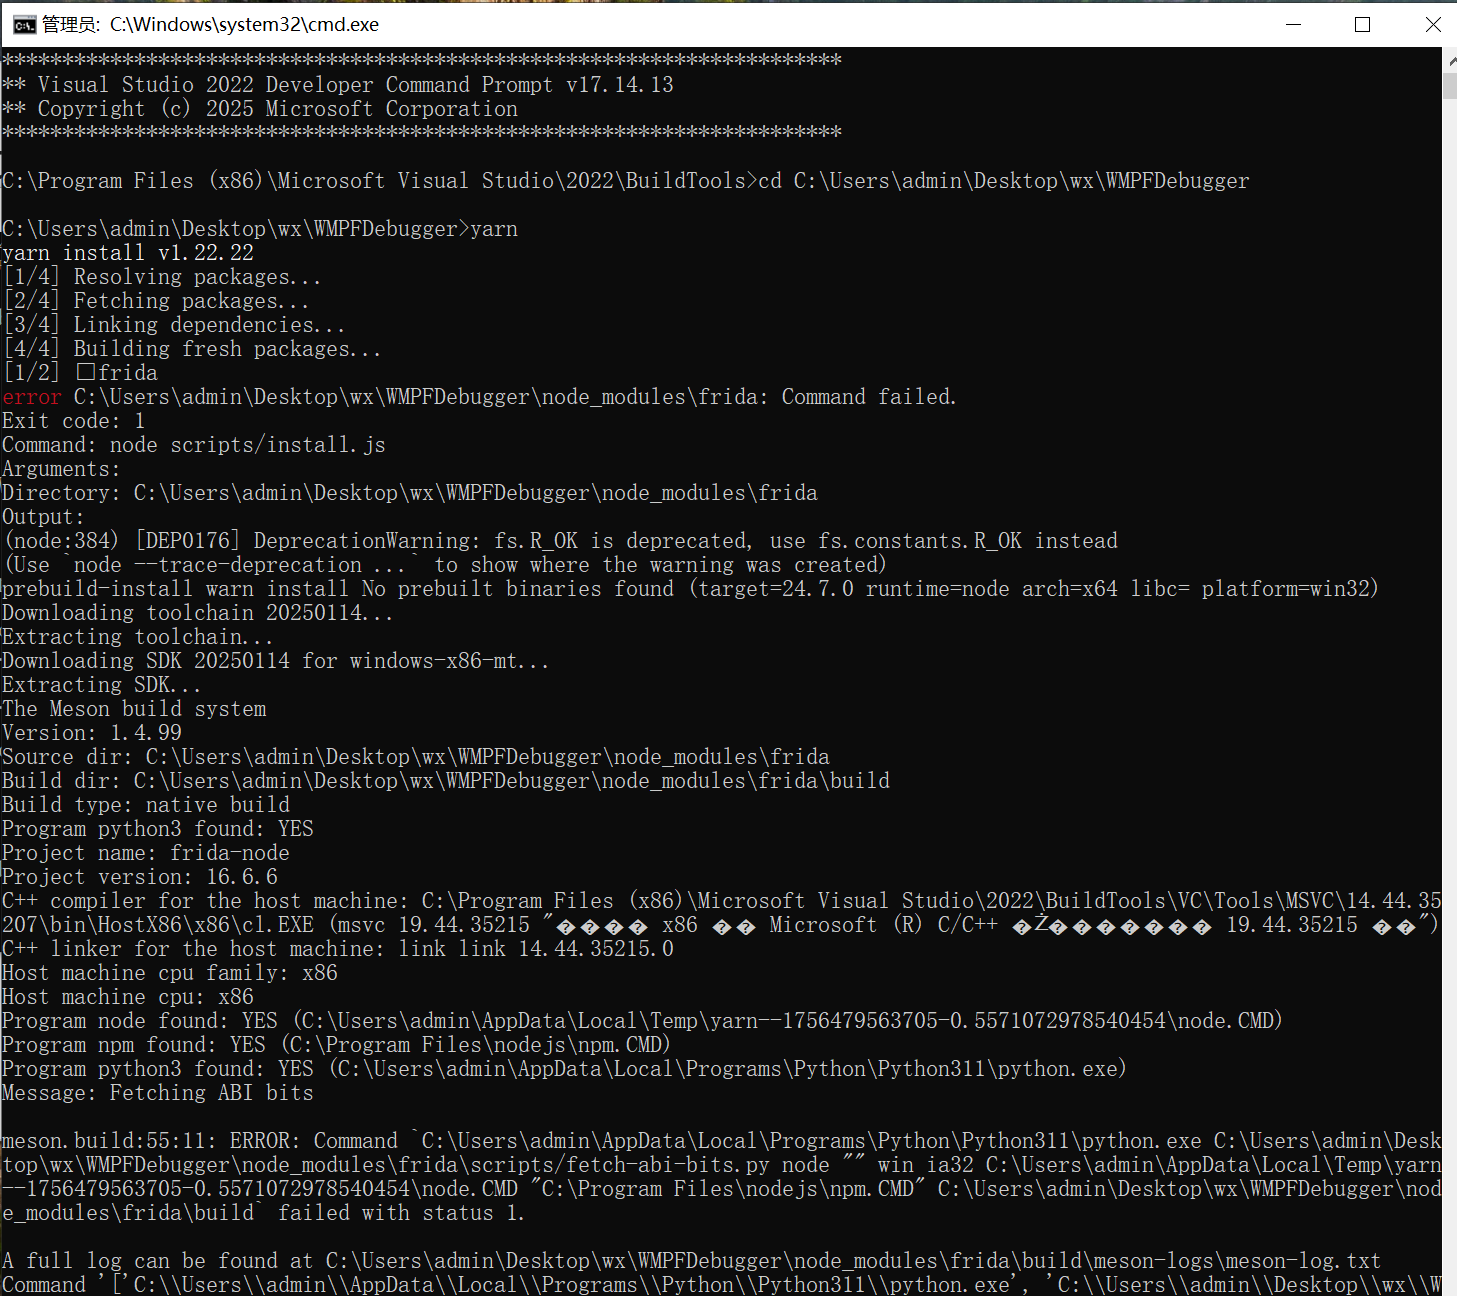 管理员: C:\Windows\system32\cmd.exe
**********************************************************************
** Visual Studio 2022 Developer Command Prompt v17.14.13
** Copyright (c) 2025 Microsoft Corporation
**********************************************************************
C:\Program Files (x86)\Microsoft Visual Studio\2022\BuildTools>cd C:\Users\admin\Desktop\wx\WMPFDebugger
C:\Users\admin\Desktop\wx\WMPFDebugger>yarn
yarn install v1.22.22
[1/4] Resolving packages...
[2/4] Fetching packages...
[3/4] Linking dependencies...
[4/4] Building fresh packages...
[1/2] □frida
error C:\Users\admin\Desktop\wx\WMPFDebugger\node_modules\frida: Command failed.
Exit code: 1
Command: node scripts/install.js
Arguments:
Directory: C:\Users\admin\Desktop\wx\WMPFDebugger\node_modules\frida
Output:
(node:384) [DEP0176] DeprecationWarning: fs.R_OK is deprecated, use fs.constants.R_OK instead
(Use `node --trace-deprecation ...` to show where the warning was created)
prebuild-install warn install No prebuilt binaries found (target=24.7.0 runtime=node arch=x64 libc= platform=win32)
Downloading toolchain 20250114...
Extracting toolchain...
Downloading SDK 20250114 for windows-x86-mt...
Extracting SDK...
The Meson build system
Version: 1.4.99
Source dir: C:\Users\admin\Desktop\wx\WMPFDebugger\node_modules\frida
Build dir: C:\Users\admin\Desktop\wx\WMPFDebugger\node_modules\frida\build
Build type: native build
Program python3 found: YES
Project name: frida-node
Project version: 16.6.6
C++ compiler for the host machine: C:\Program Files (x86)\Microsoft Visual Studio\2022\BuildTools\VC\Tools\MSVC\14.44.35
207\bin\HostX86\x86\cl.EXE (msvc 19.44.35215 "���� x86 �� Microsoft (R) C/C++ �Ż������� 19.44.35215 ��")
C++ linker for the host machine: link link 14.44.35215.0
Host machine cpu family: x86
Host machine cpu: x86
Program node found: YES (C:\Users\admin\AppData\Local\Temp\yarn--1756479563705-0.5571072978540454\node.CMD)
Program npm found: YES (C:\Program Files\nodejs\npm.CMD)
Program python3 found: YES (C:\Users\admin\AppData\Local\Programs\Python\Python311\python.exe)
Message: Fetching ABI bits
meson.build:55:11: ERROR: Command `C:\Users\admin\AppData\Local\Programs\Python\Python311\python.exe C:\Users\admin\Desk
top\wx\WMPFDebugger\node_modules\frida\scripts/fetch-abi-bits.py node "" win ia32 C:\Users\admin\AppData\Local\Temp\yarn
--1756479563705-0.5571072978540454\node.CMD "C:\Program Files\nodejs\npm.CMD" C:\Users\admin\Desktop\wx\WMPFDebugger\nod
e_modules\frida\build` failed with status 1.
A full log can be found at C:\Users\admin\Desktop\wx\WMPFDebugger\node_modules\frida\build\meson-logs\meson-log.txt
Command '['C:\\Users\\admin\\AppData\\Local\\Programs\\Python\\Python311\\python.exe', 'C:\\Users\\admin\\Desktop\\wx\\W